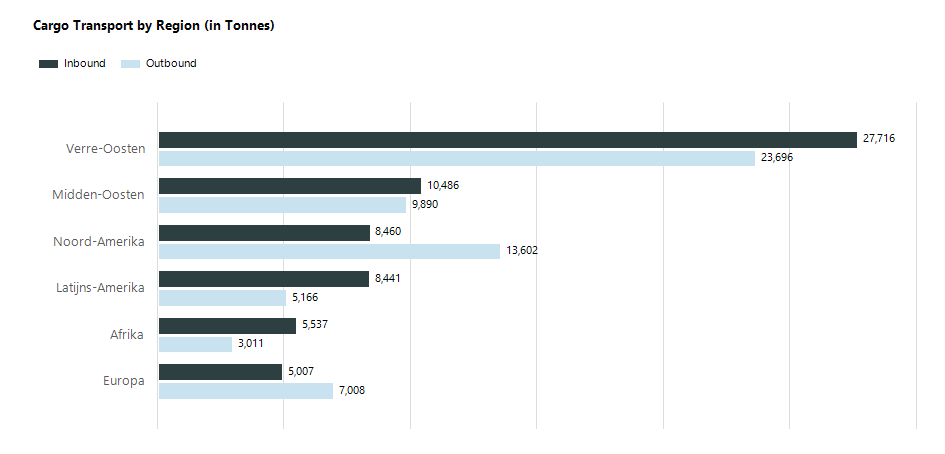 Cargo Transport by Region (in Tonnes)
Inbound Outbound
Verre-Oosten 27,716
23,696
Midden-Oosten 10,486
9,890
Noord-Amerika 8,460
13,602
Latijns-Amerika 8,441
5,166
Afrika 5,537
3,011
Europa 5,007
7,008